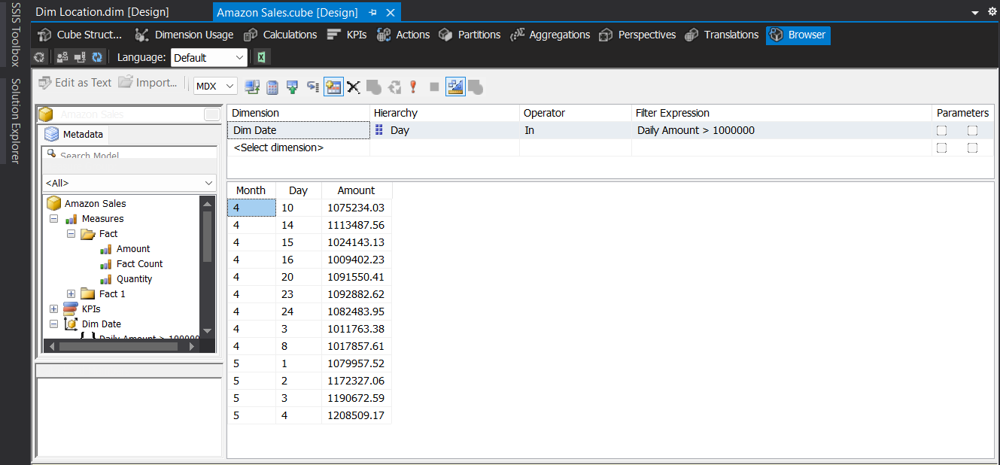 SSIS Toolbox
Solution Explorer
Dim Location.dim [Design] Amazon Sales.cube [Design]
Cube Struct... Dimension Usage Calculations KPIs Actions Partitions Aggregations Perspectives Translations Browser
Language: Default
Edit as Text Import... MDX
Amazon Sales
Metadata
Search Model
<All>
Amazon Sales
Measures
Fact
Amount
Fact Count
Quantity
Fact 1
KPIs
Dim Date
Daily Amount > 100000
Dimension Hierarchy Operator Filter Expression Parameters
Dim Date Day In Daily Amount > 1000000
<Select dimension>
Month Day Amount
4 10 1075234.03
4 14 1113487.56
4 15 1024143.13
4 16 1009402.23
4 20 1091550.41
4 23 1092882.62
4 24 1082483.95
4 3 1011763.38
4 8 1017857.61
5 1 1079957.52
5 2 1172327.06
5 3 1190672.59
5 4 1208509.17